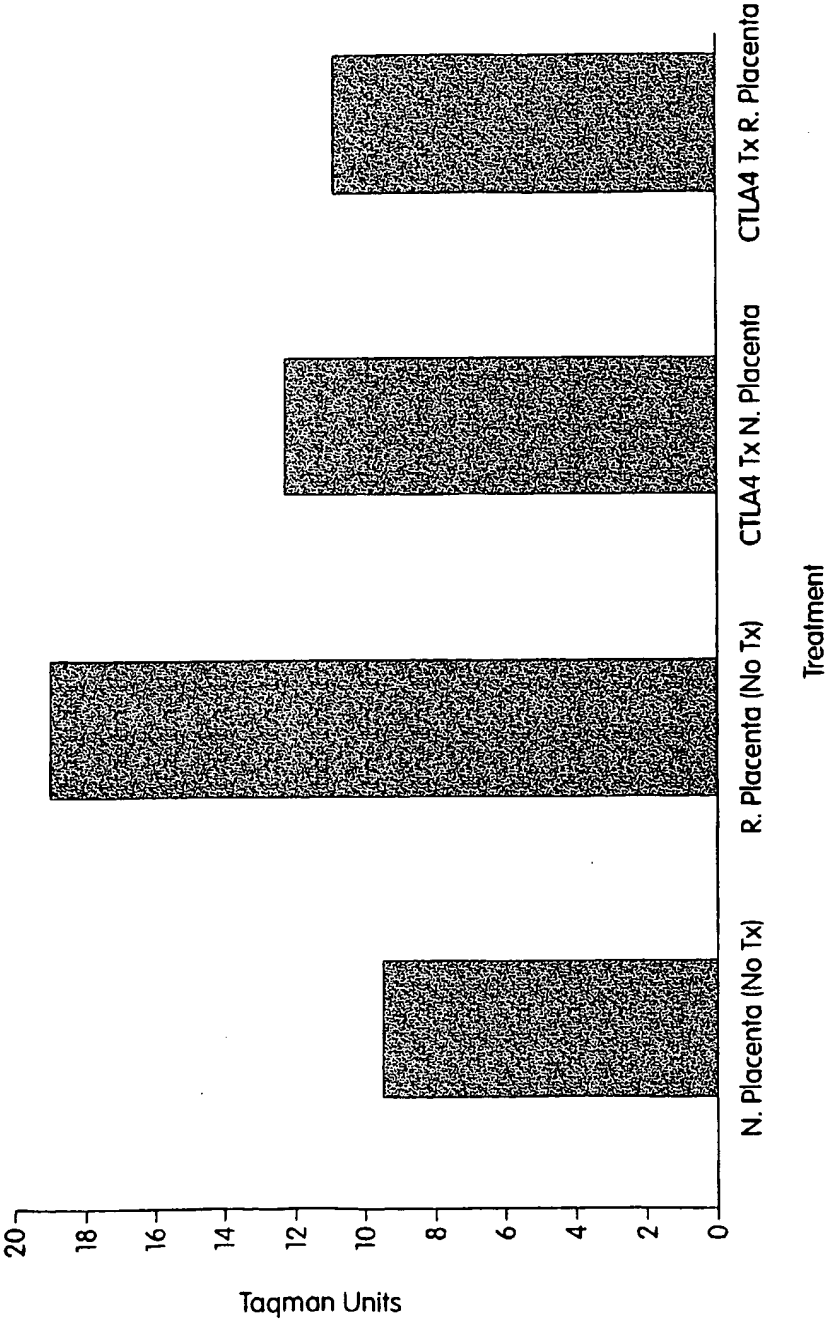 Taqman Units
20
18
16
14
12
10
8
6
4
2
0
N. Placenta (No Tx)
R. Placenta (No Tx)
CTLA4 Tx N. Placenta
CTLA4 Tx R. Placenta
Treatment